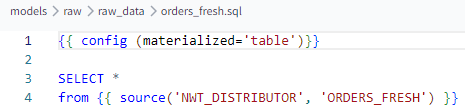 models > raw > raw_data > orders_fresh.sql
1 {{ config (materialized='table')}}
2
3 SELECT *
4 from {{ source('NWT_DISTRIBUTOR', 'ORDERS_FRESH') }}